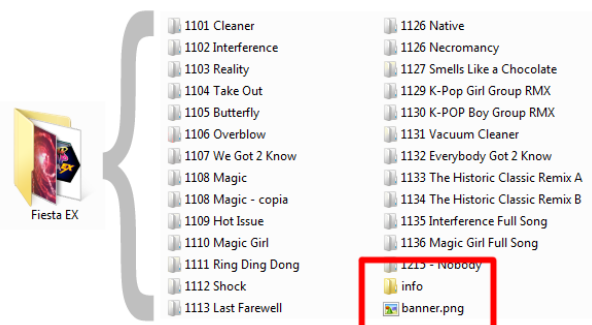 Fiesta EX
1101 Cleaner
1102 Interference
1103 Reality
1104 Take Out
1105 Butterfly
1106 Overblow
1107 We Got 2 Know
1108 Magic
1108 Magic - copia
1109 Hot Issue
1110 Magic Girl
1111 Ring Ding Dong
1112 Shock
1113 Last Farewell
1126 Native
1126 Necromancy
1127 Smells Like a Chocolate
1129 K-Pop Girl Group RMX
1130 K-POP Boy Group RMX
1131 Vacuum Cleaner
1132 Everybody Got 2 Know
1133 The Historic Classic Remix A
1134 The Historic Classic Remix B
1135 Interference Full Song
1136 Magic Girl Full Song
1215 - Nobody
info
banner.png